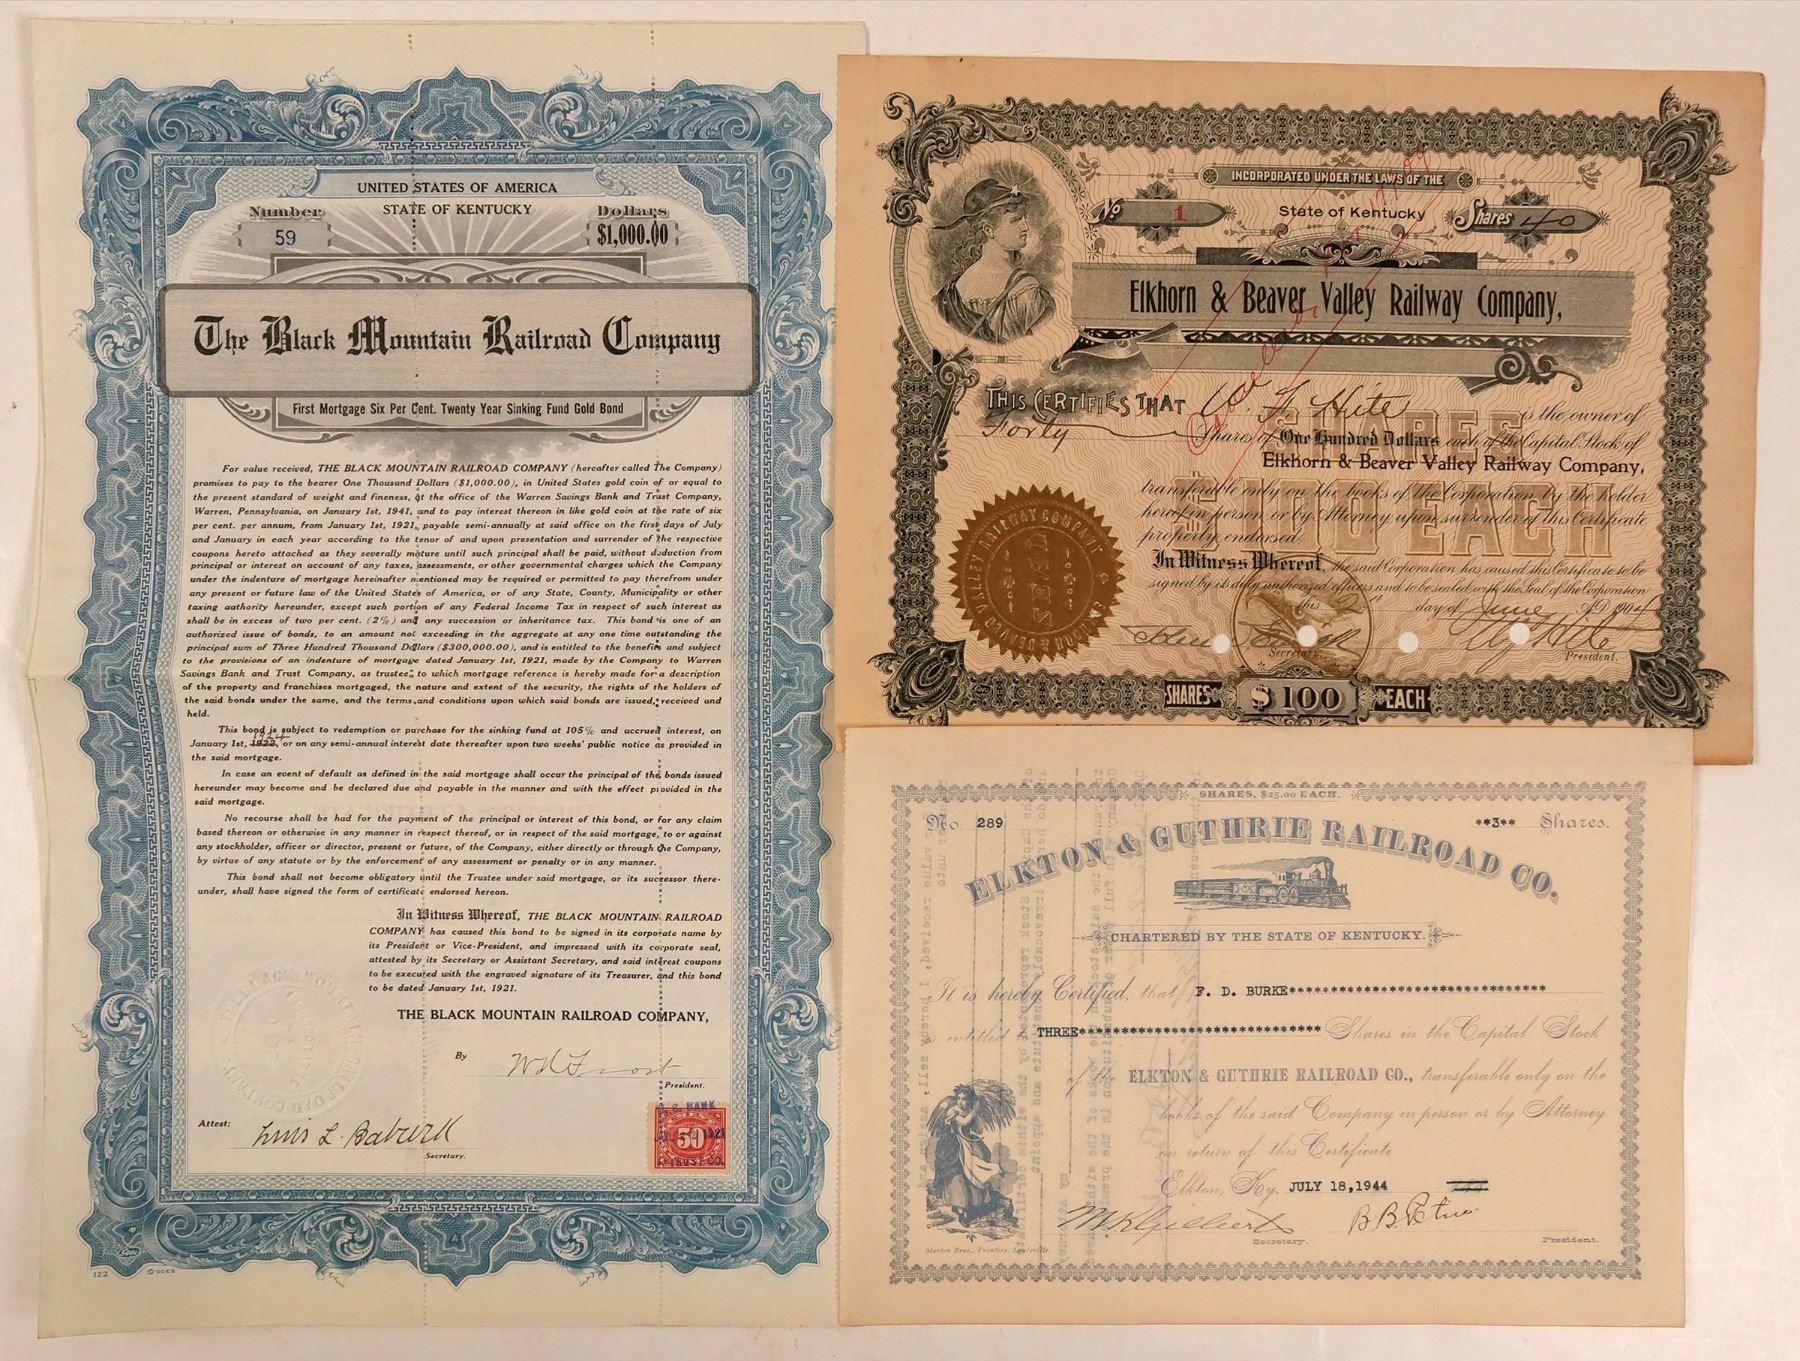 UNITED STATES OF AMERICA
STATE OF KENTUCKY
Number
59
Dollars
$1,000.00
The Black Mountain Railroad Company
First Mortgage Six Per Cent. Twenty Year Sinking Fund Gold Bond
For value received, THE BLACK MOUNTAIN RAILROAD COMPANY (hereafter called The Company)
promises to pay to the bearer One Thousand Dollars ($1,000.00), in United States gold coin of or equal to
the present standard of weight and fineness, at the office of the Warren Savings Bank and Trust Company,
Warren, Pennsylvania, on January 1st, 1941, and to pay interest thereon in like gold coin at the rate of six
per cent. per annum, from January 1st, 1921, payable semi-annually at said office on the first days of July
and January in each year according to the tenor of and upon presentation and surrender of the respective
coupons hereto attached as they severally mature until such principal shall be paid, without deduction from
principal or interest on account of any taxes, assessments, or other governmental charges which the Company
under the indenture of mortgage hereinafter mentioned may be required or permitted to pay therefrom under
any present or future law of the United States of America, or of any State, County, Municipality or other
taxing authority hereunder, except such portion of any Federal Income Tax in respect of such interest as
shall be in excess of two per cent. (2%) and any succession or inheritance tax. This bond is one of an
authorized issue of bonds, to an amount not exceeding in the aggregate at any one time outstanding the
principal sum of Three Hundred Thousand Dollars ($300,000.00), and is entitled to the benefits and subject
to the provisions of an indenture of mortgage dated January 1st, 1921, made by the Company to Warren
Savings Bank and Trust Company, as trustee, to which mortgage reference is hereby made for a description
of the property and franchises mortgaged, the nature and extent of the security, the rights of the holders of
the said bonds under the same, and the terms and conditions upon which said bonds are issued, received and
held.
This bond is subject to redemption or purchase for the sinking fund at 105% and accrued interest, on
1924
January 1st, 1922, or on any semi-annual interest date thereafter upon two weeks' public notice as provided in
the said mortgage.
In case an event of default as defined in the said mortgage shall occur the principal of the bonds issued
hereunder may become and be declared due and payable in the manner and with the effect provided in the
said mortgage.
No recourse shall be had for the payment of the principal or interest of this bond, or for any claim
based thereon or otherwise in any manner in respect thereof, or in respect of the said mortgage, to or against
any stockholder, officer or director, present or future, of the Company, either directly or through the Company,
by virtue of any statute or by the enforcement of any assessment or penalty or in any manner.
This bond shall not become obligatory until the Trustee under said mortgage, or its successor there-
under, shall have signed the form of certificate endorsed hereon.
In Witness Whereof, THE BLACK MOUNTAIN RAILROAD
COMPANY has caused this bond to be signed in its corporate name by
its President or Vice-President, and impressed with its corporate seal,
attested by its Secretary or Assistant Secretary, and said interest coupons
to be executed with the engraved signature of its Treasurer, and this bond
to be dated January 1st, 1921.
THE BLACK MOUNTAIN RAILROAD COMPANY,
By
President.
Attest:
Secretary.
BANK
50
TRUST CO.
122
© GOES
INCORPORATED UNDER THE LAWS OF THE
No 1
State of Kentucky
Shares 40
Elkhorn & Beaver Valley Railway Company,
THIS CERTIFIES THAT W. F. Hite is the owner of
Forty Shares of One Hundred Dollars each of the Capital Stock of
Elkhorn & Beaver Valley Railway Company,
transferable only on the books of the Corporation by the holder
hereof in person or by Attorney upon surrender of this Certificate
properly endorsed.
SHARES
$100 EACH
In Witness Whereof, the said Corporation has caused this Certificate to be
signed by its duly authorized officers and to be sealed with the Seal of the Corporation
this day of June A.D. 1904
Secretary.
President.
SHARES $100 EACH
SHARES, $25.00 EACH.
No. 289
**3** Shares.
ELKTON & GUTHRIE RAILROAD CO.
CHARTERED BY THE STATE OF KENTUCKY.
It is hereby Certified, that F. D. BURKE*******************************
entitled to THREE***************************** Shares in the Capital Stock
of the ELKTON & GUTHRIE RAILROAD CO., transferable only on the
books of the said Company in person or by Attorney
on return of this Certificate
Elkton, Ky. JULY 18,1944
Secretary.
President.
Morton Bros., Printers, Louisville.